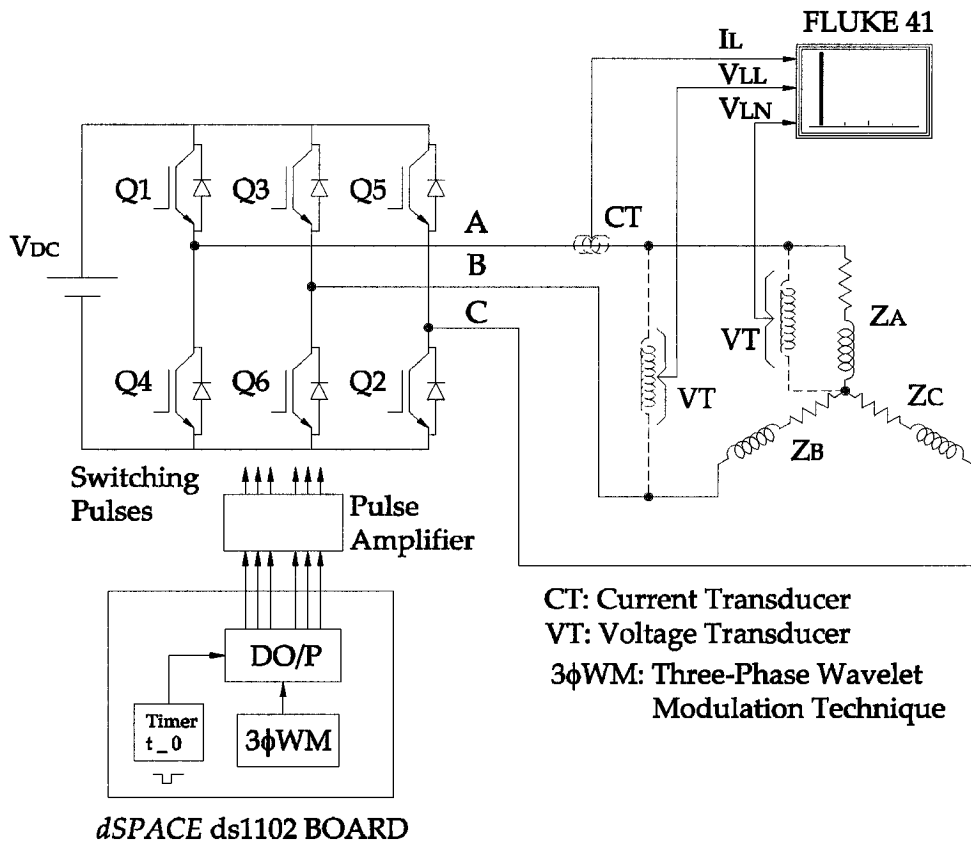 FLUKE 41
IL
VLL
VLN
Q1
Q3
Q5
A
CT
VDC
B
C
ZA
VT
VT
Q4
Q6
Q2
ZC
ZB
Switching
Pulses
Pulse
Amplifier
CT: Current Transducer
VT: Voltage Transducer
3ϕWM: Three-Phase Wavelet
Modulation Technique
DO/P
Timer
t_0
3ϕWM
dSPACE ds1102 BOARD